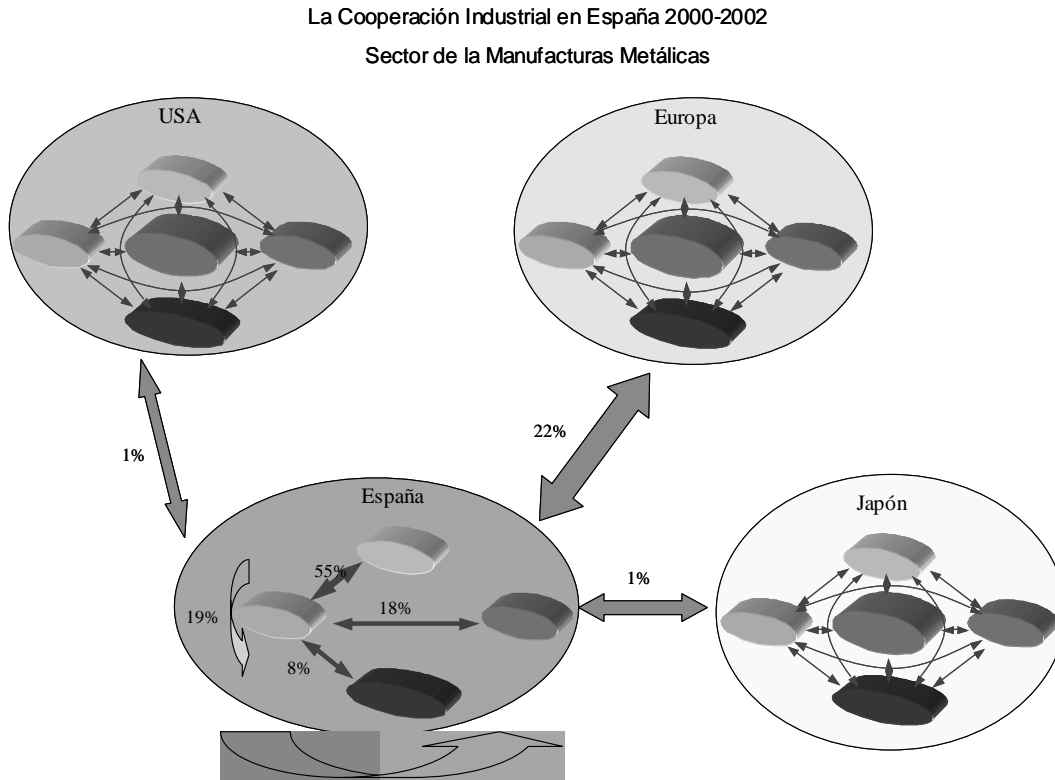 La Cooperación Industrial en España 2000-2002
Sector de la Manufacturas Metálicas
USA
Europa
1%
22%
España
Japón
55%
19%
18%
8%
1%